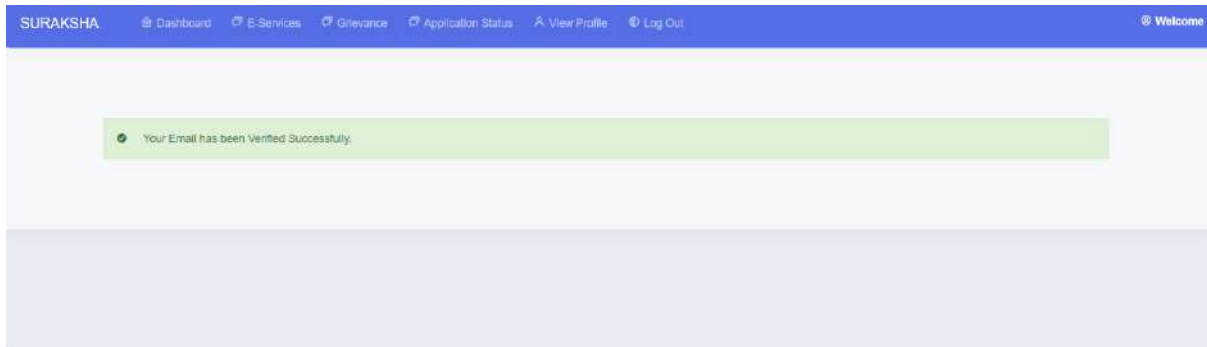 SURAKSHA Dashboard E-Services Grievance Application Status View Profile Log Out Welcome
Your Email has been Verified Successfully.